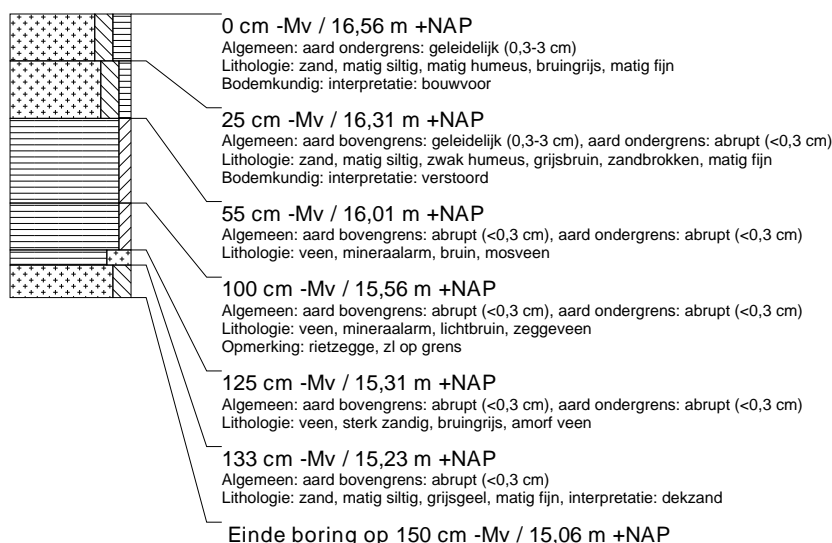 0 cm -Mv / 16,56 m +NAP
Algemeen: aard ondergrens: geleidelijk (0,3-3 cm)
Lithologie: zand, matig siltig, matig humeus, bruingrijs, matig fijn
Bodemkundig: interpretatie: bouwvoor
25 cm -Mv / 16,31 m +NAP
Algemeen: aard bovengrens: geleidelijk (0,3-3 cm), aard ondergrens: abrupt (<0,3 cm)
Lithologie: zand, matig siltig, zwak humeus, grijsbruin, zandbrokken, matig fijn
Bodemkundig: interpretatie: verstoord
55 cm -Mv / 16,01 m +NAP
Algemeen: aard bovengrens: abrupt (<0,3 cm), aard ondergrens: abrupt (<0,3 cm)
Lithologie: veen, mineraalarm, bruin, mosveen
100 cm -Mv / 15,56 m +NAP
Algemeen: aard bovengrens: abrupt (<0,3 cm), aard ondergrens: abrupt (<0,3 cm)
Lithologie: veen, mineraalarm, lichtbruin, zeggeveen
Opmerking: rietzegge, zl op grens
125 cm -Mv / 15,31 m +NAP
Algemeen: aard bovengrens: abrupt (<0,3 cm), aard ondergrens: abrupt (<0,3 cm)
Lithologie: veen, sterk zandig, bruingrijs, amorf veen
133 cm -Mv / 15,23 m +NAP
Algemeen: aard bovengrens: abrupt (<0,3 cm)
Lithologie: zand, matig siltig, grijsgeel, matig fijn, interpretatie: dekzand
Einde boring op 150 cm -Mv / 15,06 m +NAP